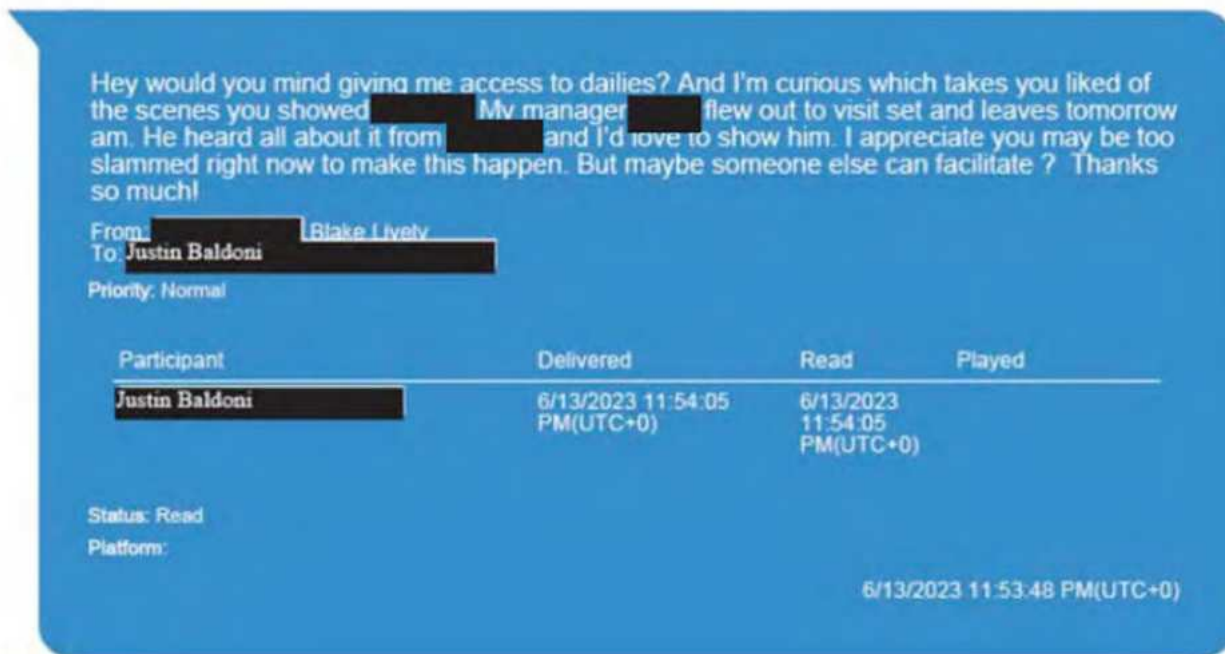 Hey would you mind giving me access to dailies? And I'm curious which takes you liked of
the scenes you showed My manager flew out to visit set and leaves tomorrow
am. He heard all about it from and I'd love to show him. I appreciate you may be too
slammed right now to make this happen. But maybe someone else can facilitate ? Thanks
so much!
From: Blake Lively
To: Justin Baldoni
Priority: Normal
Participant Delivered Read Played
Justin Baldoni 6/13/2023 11:54:05 6/13/2023
PM(UTC+0) 11:54:05
PM(UTC+0)
Status: Read
Platform:
6/13/2023 11:53:48 PM(UTC+0)